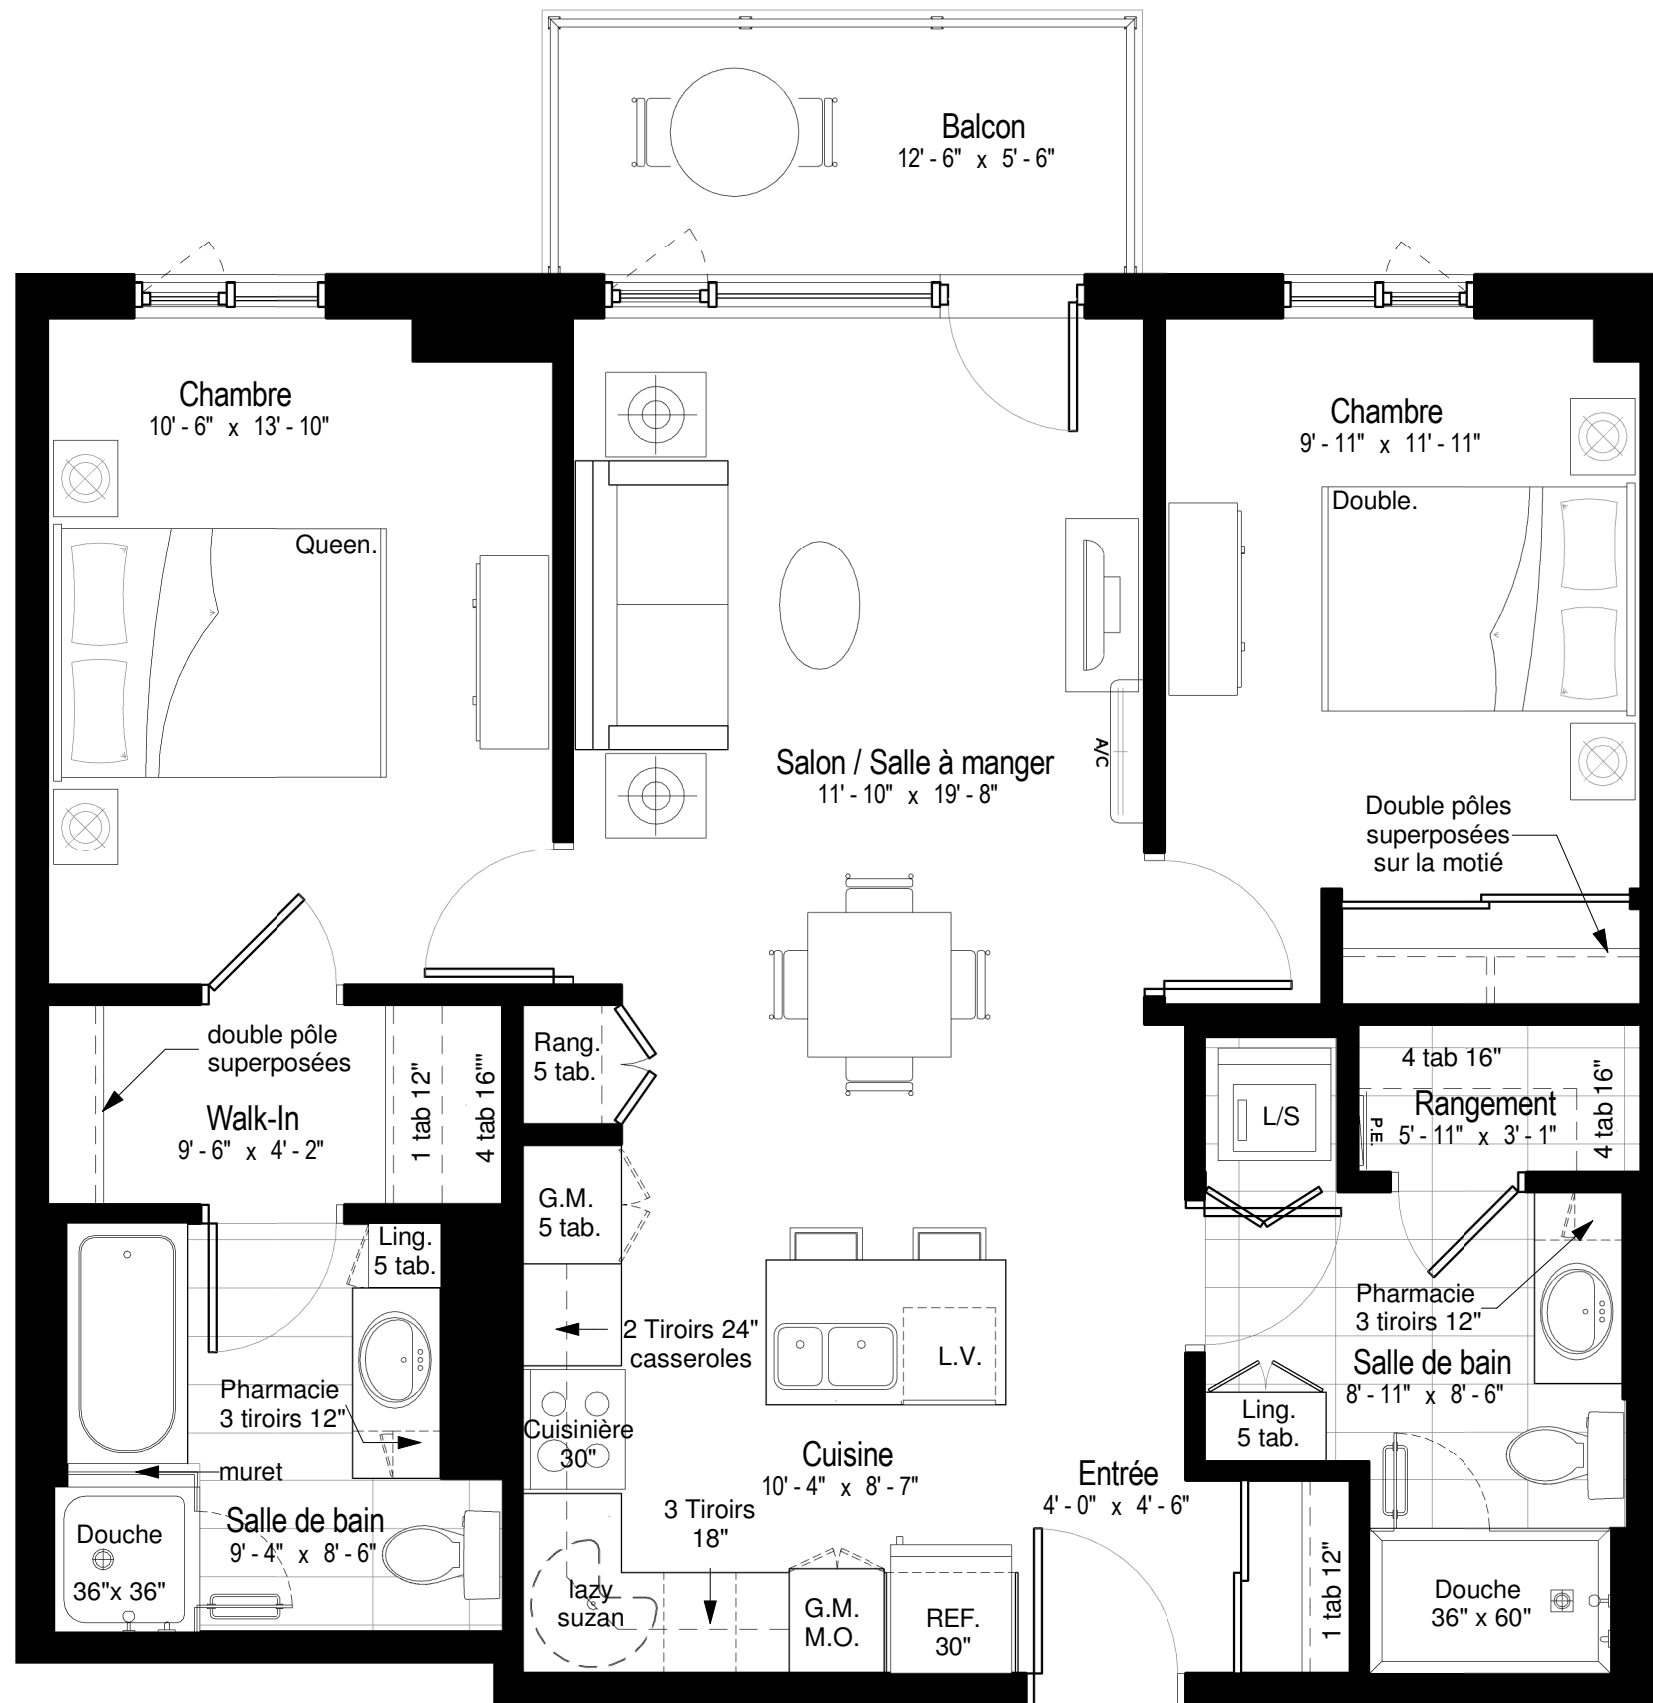 Balcon
12' - 6" x 5' - 6"
Chambre
10' - 6" x 13' - 10"
Queen.
Chambre
9' - 11" x 11' - 11"
Double.
Salon / Salle à manger
11' - 10" x 19' - 8"
A/C
Double pôles
superposées
sur la motié
double pôle
superposées
Walk-In
9' - 6" x 4' - 2"
1 tab 12"
4 tab 16'"
Rang.
5 tab.
G.M.
5 tab.
L/S
4 tab 16"
Rangement
5' - 11" x 3' - 1"
P.E.
4 tab 16"
Ling.
5 tab.
Pharmacie
3 tiroirs 12"
muret
Salle de bain
9' - 4" x 8' - 6"
Douche
36"x 36"
2 Tiroirs 24"
casseroles
L.V.
Cuisinière
30"
Cuisine
10' - 4" x 8' - 7"
3 Tiroirs
18"
lazy
suzan
G.M.
M.O.
REF.
30"
Entrée
4' - 0" x 4' - 6"
1 tab 12"
Pharmacie
3 tiroirs 12"
Salle de bain
8' - 11" x 8' - 6"
Ling.
5 tab.
Douche
36" x 60"